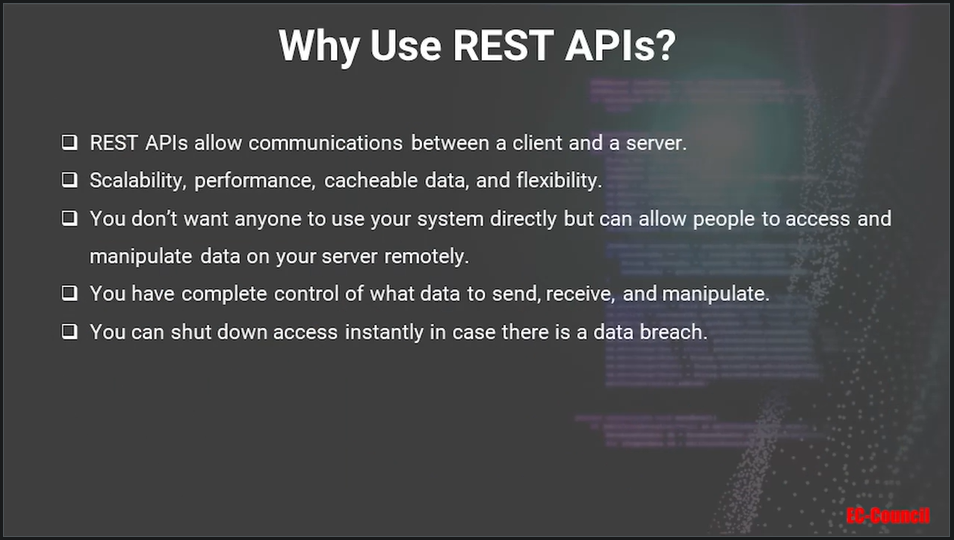 Why Use REST APIs?
REST APIs allow communications between a client and a server.
Scalability, performance, cacheable data, and flexibility.
You don’t want anyone to use your system directly but can allow people to access and
manipulate data on your server remotely.
You have complete control of what data to send, receive, and manipulate.
You can shut down access instantly in case there is a data breach.
EC-Council